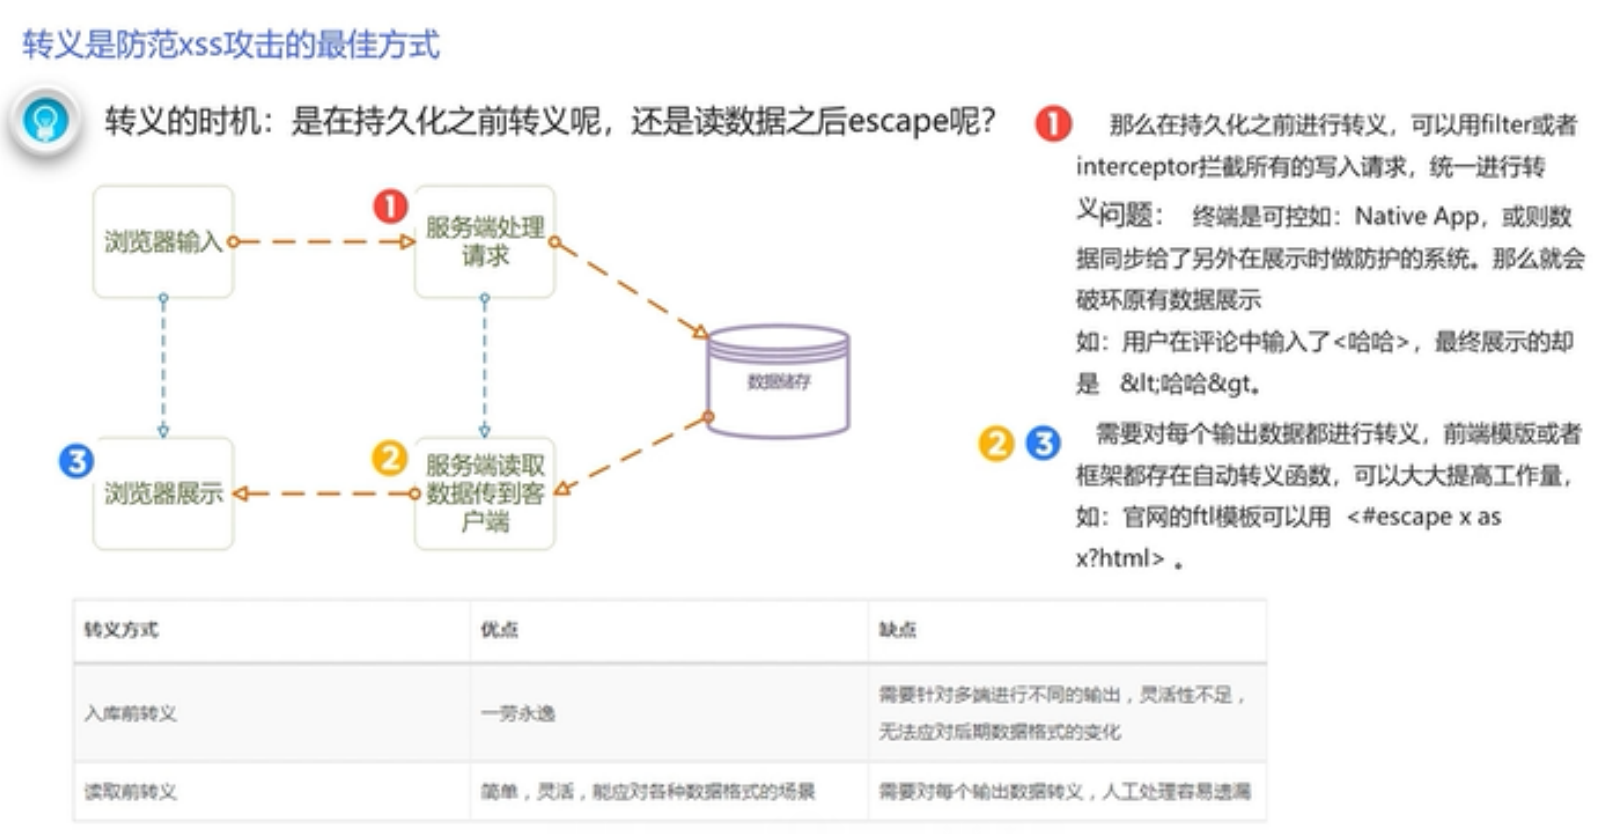 转义是防范xss攻击的最佳方式
转义的时机：是在持久化之前转义呢，还是读数据之后escape呢？
1
浏览器输入
服务端处理
请求
数据储存
3
浏览器展示
2
服务端读取
数据传到客
户端
1
那么在持久化之前进行转义，可以用filter或者
interceptor拦截所有的写入请求，统一进行转
义问题： 终端是可控如：Native App，或则数
据同步给了另外在展示时做防护的系统。那么就会
破环原有数据展示
如：用户在评论中输入了<哈哈>，最终展示的却
是 &lt;哈哈&gt。
2 3
需要对每个输出数据都进行转义，前端模版或者
框架都存在自动转义函数，可以大大提高工作量，
如：官网的ftl模板可以用 <#escape x as
x?html> 。
转义方式 优点 缺点
入库前转义 一劳永逸 需要针对多端进行不同的输出，灵活性不足，
无法应对后期数据格式的变化
读取前转义 简单，灵活，能应对各种数据格式的场景 需要对每个输出数据转义，人工处理容易遗漏